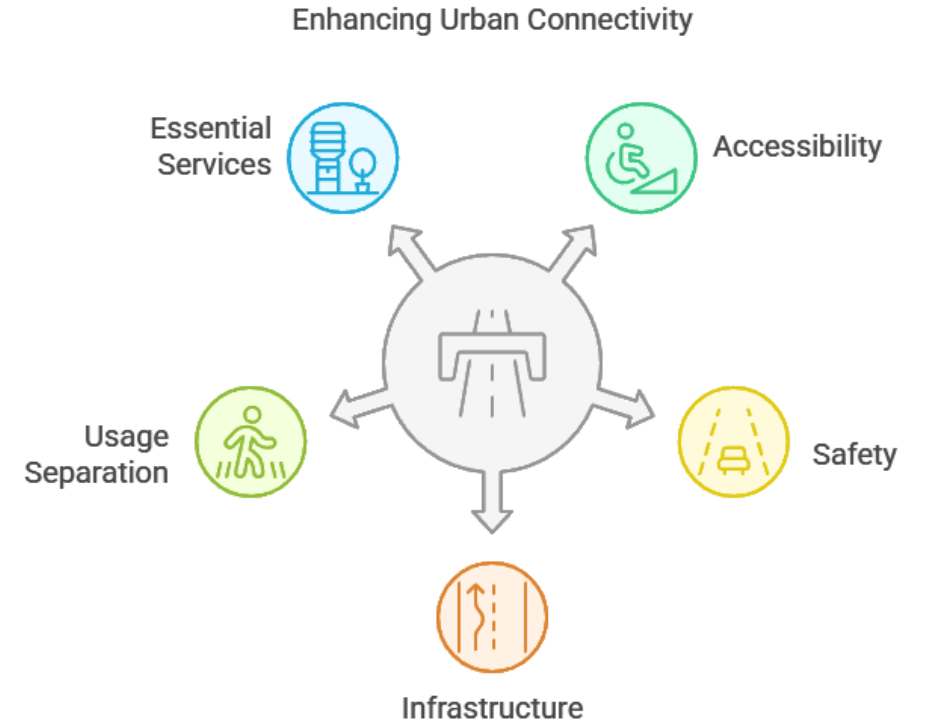 Enhancing Urban Connectivity
Essential
Services
Accessibility
Usage
Separation
Safety
Infrastructure